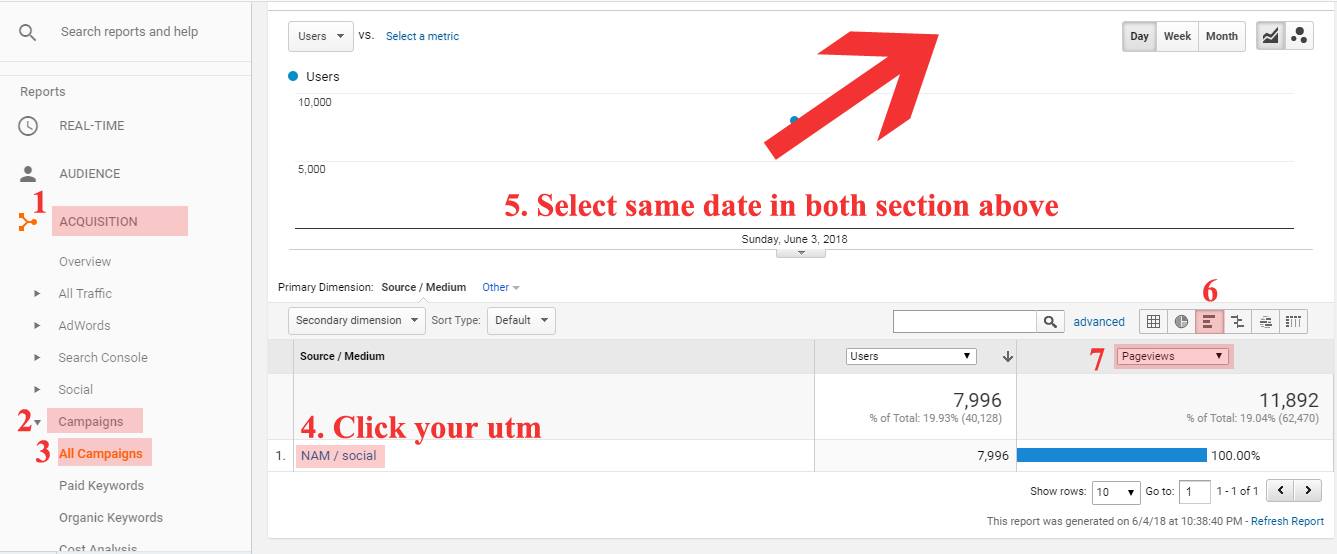 Search reports and help
Reports
REAL-TIME
AUDIENCE
1
ACQUISITION
Overview
All Traffic
AdWords
Search Console
Social
2 Campaigns
3 All Campaigns
Paid Keywords
Organic Keywords
Cost Analysis
Users vs. Select a metric
Day Week Month
Users
10,000
5,000
5. Select same date in both section above
Sunday, June 3, 2018
Primary Dimension: Source / Medium Other
6
Secondary dimension Sort Type: Default advanced
Source / Medium Users 7 Pageviews
7,996 11,892
% of Total: 19.93% (40,128) % of Total: 19.04% (62,470)
4. Click your utm
1. NAM / social 7,996 100.00%
Show rows: 10 Go to: 1 1 - 1 of 1
This report was generated on 6/4/18 at 10:38:40 PM - Refresh Report